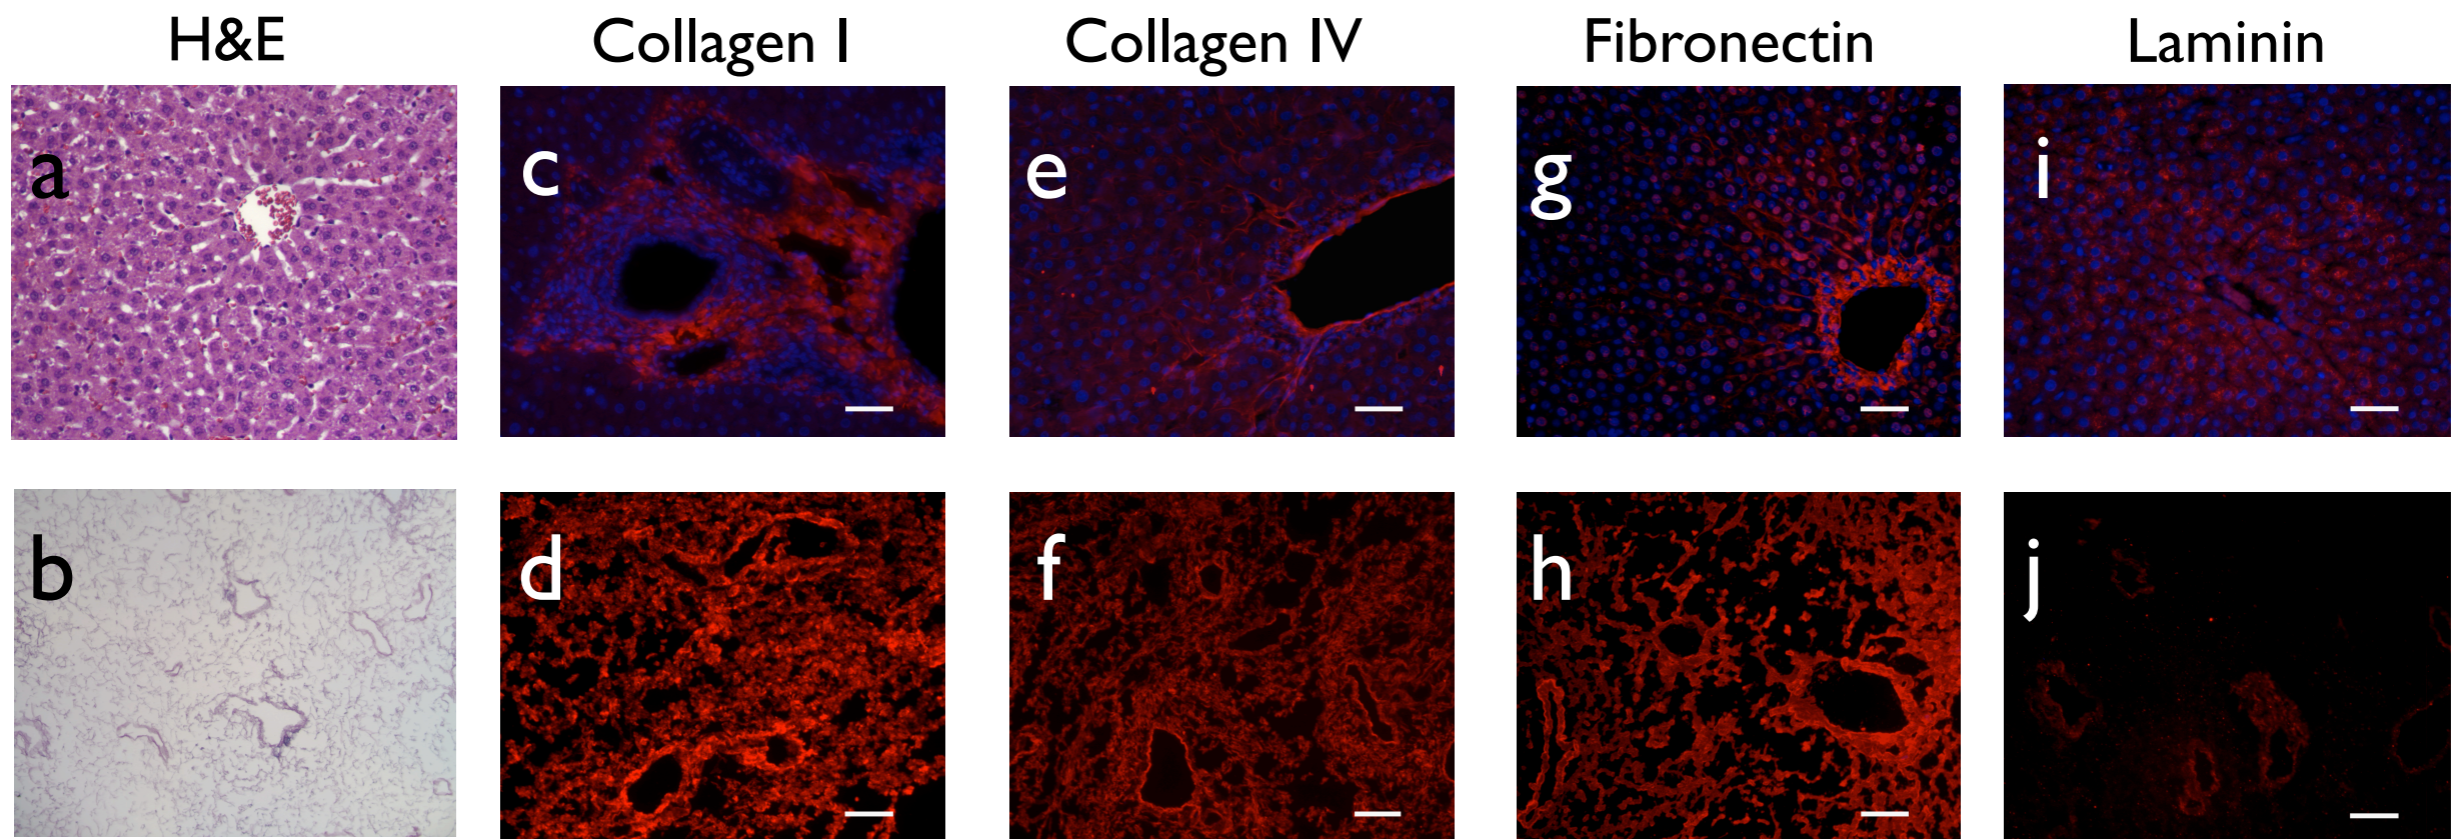 H&E
Collagen I
Collagen IV
Fibronectin
Laminin
a
c
e
g
i
b
d
f
h
j